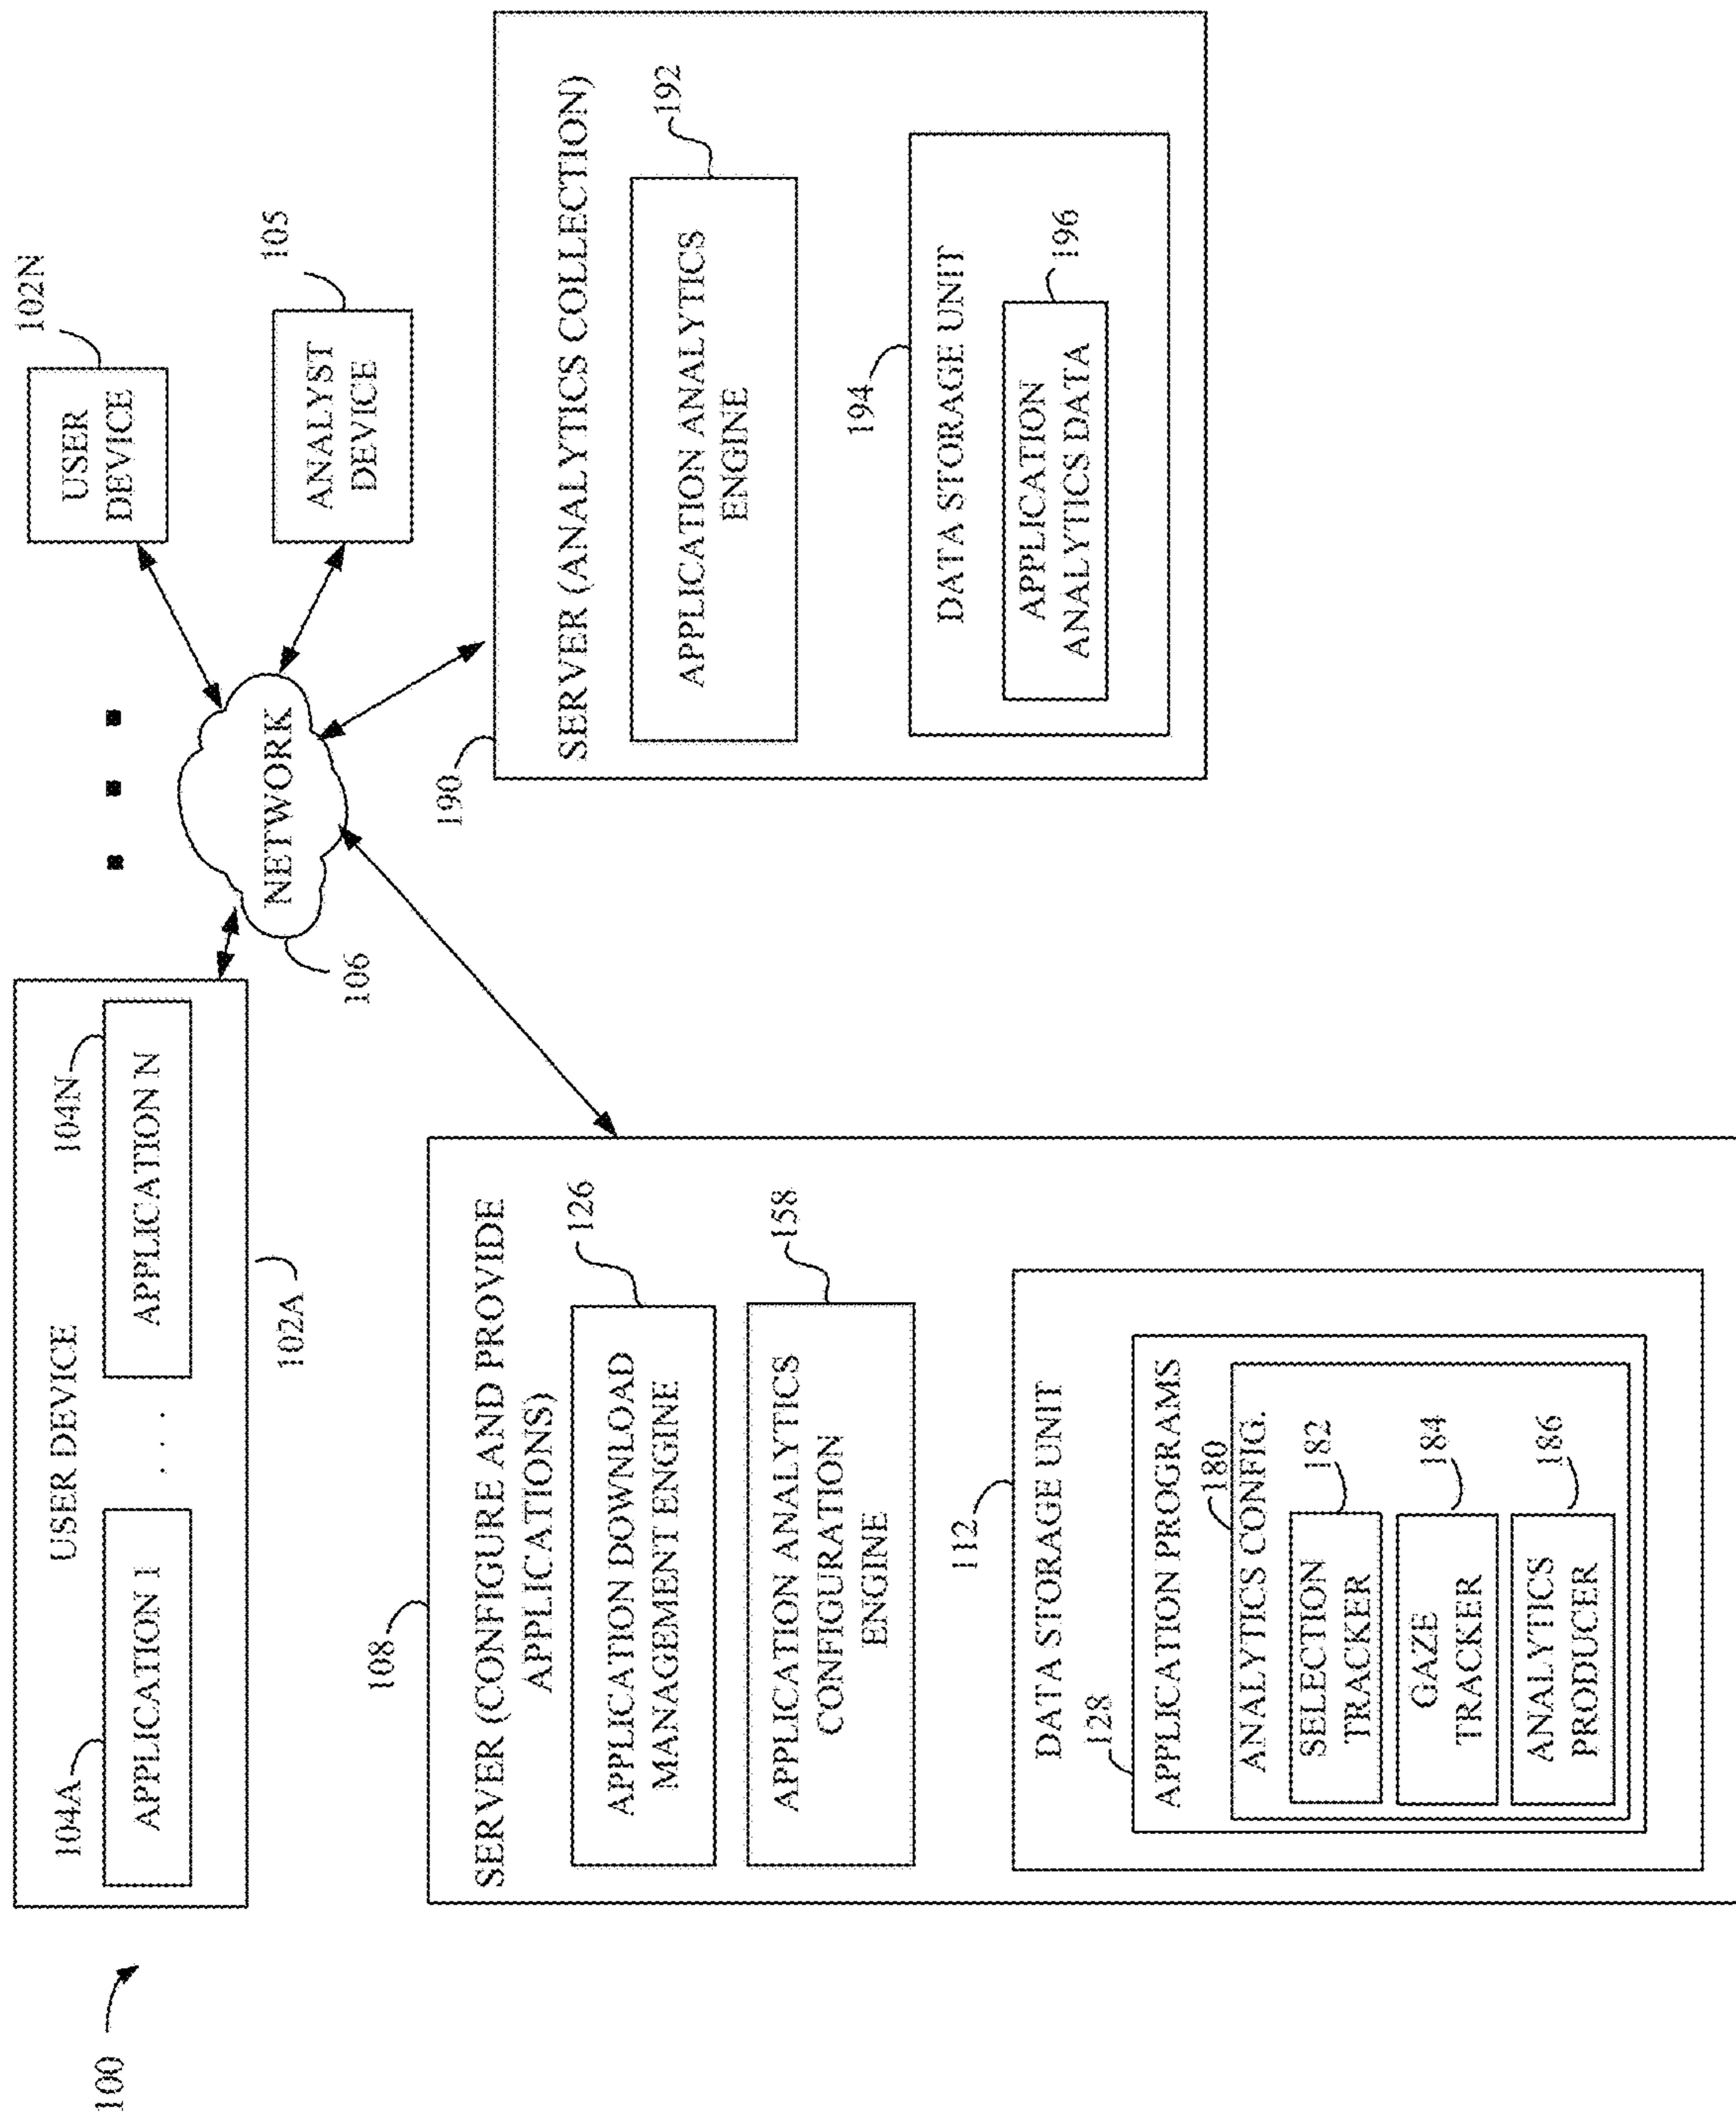 100
USER DEVICE
104A
APPLICATION 1
. . .
104N
APPLICATION N
102A
NETWORK
106
102N
USER
DEVICE
105
ANALYST
DEVICE
108
SERVER (CONFIGURE AND PROVIDE
APPLICATIONS)
APPLICATION DOWNLOAD
MANAGEMENT ENGINE
126
APPLICATION ANALYTICS
CONFIGURATION
ENGINE
158
112
DATA STORAGE UNIT
128
APPLICATION PROGRAMS
180
ANALYTICS CONFIG.
SELECTION
TRACKER
182
GAZE
TRACKER
184
ANALYTICS
PRODUCER
186
190
SERVER (ANALYTICS COLLECTION)
APPLICATION ANALYTICS
ENGINE
192
194
DATA STORAGE UNIT
APPLICATION
ANALYTICS DATA
196